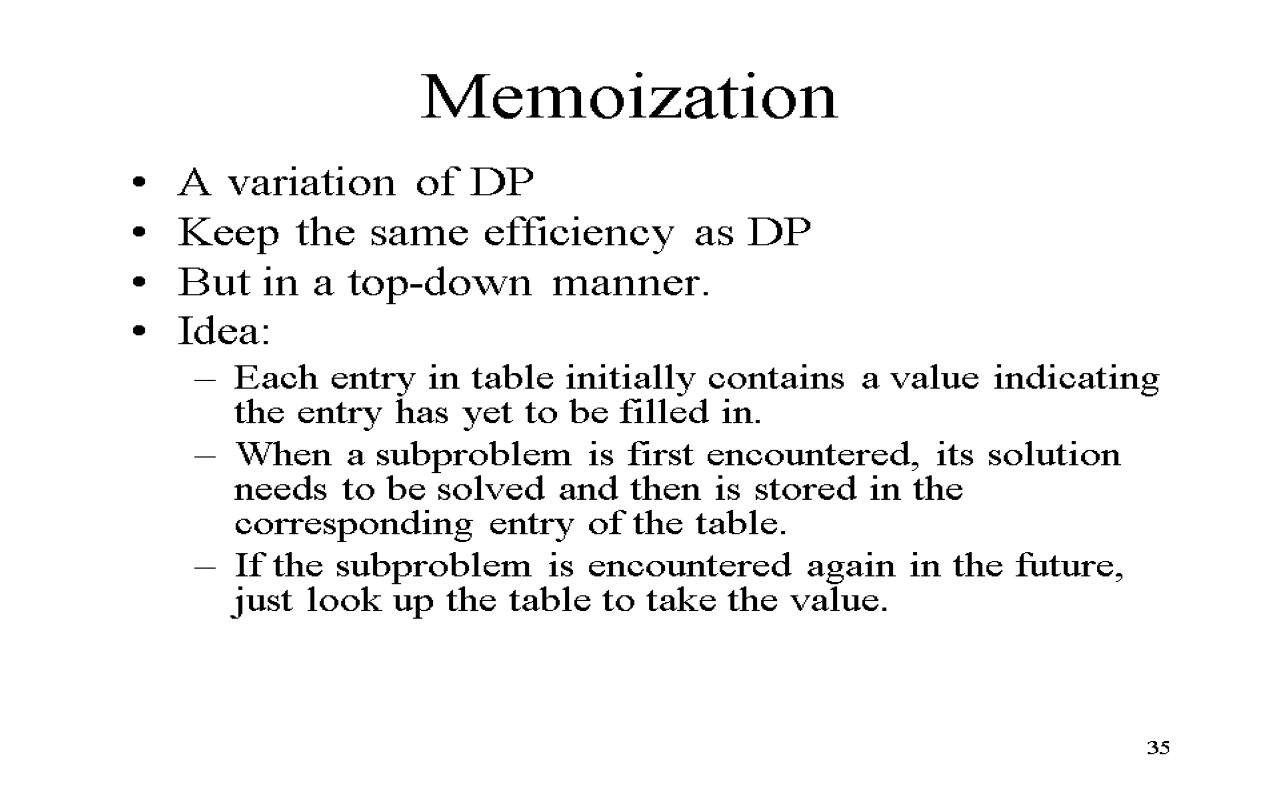 Memoization
• A variation of DP
• Keep the same efficiency as DP
• But in a top-down manner.
• Idea:
– Each entry in table initially contains a value indicating
the entry has yet to be filled in.
– When a subproblem is first encountered, its solution
needs to be solved and then is stored in the
corresponding entry of the table.
– If the subproblem is encountered again in the future,
just look up the table to take the value.
35